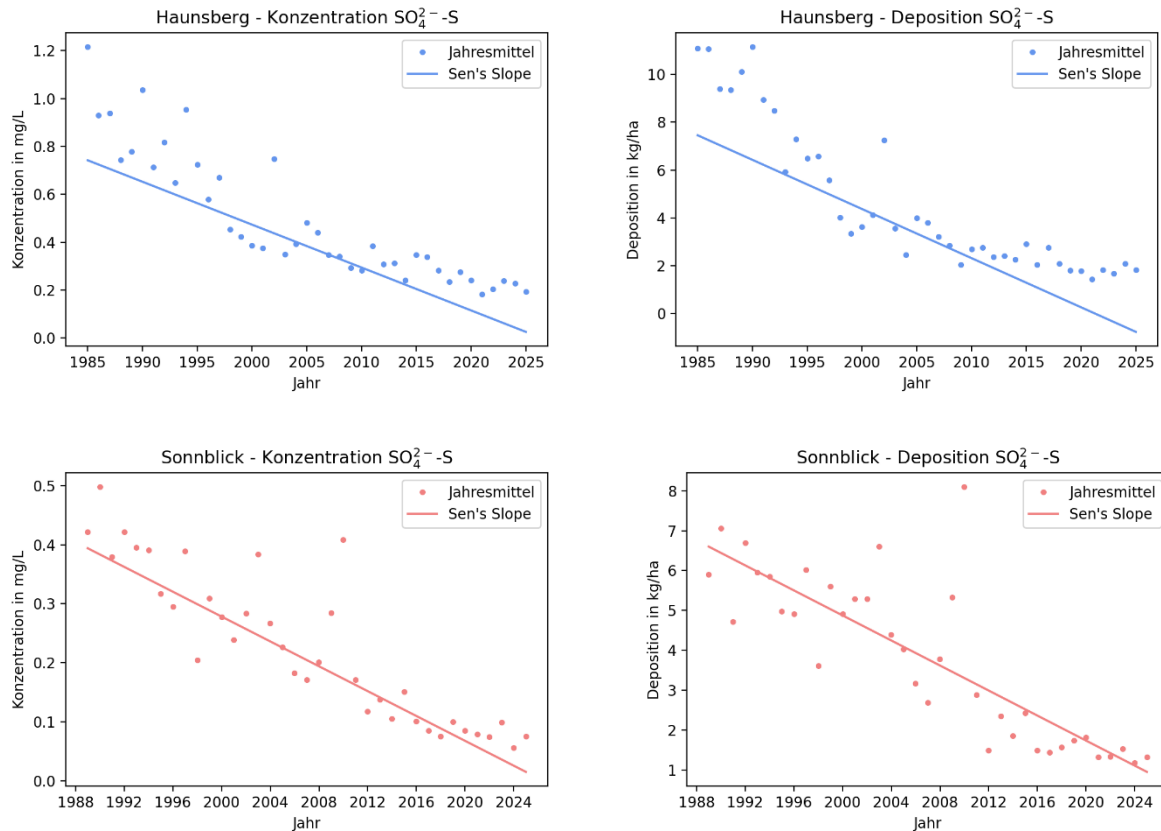 Haunsberg - Konzentration SO₄²⁻-S
Jahresmittel
Sen's Slope
Konzentration in mg/L
1.2
1.0
0.8
0.6
0.4
0.2
0.0
1985 1990 1995 2000 2005 2010 2015 2020 2025
Jahr
Haunsberg - Deposition SO₄²⁻-S
Jahresmittel
Sen's Slope
Deposition in kg/ha
10
8
6
4
2
0
1985 1990 1995 2000 2005 2010 2015 2020 2025
Jahr
Sonnblick - Konzentration SO₄²⁻-S
Jahresmittel
Sen's Slope
Konzentration in mg/L
0.5
0.4
0.3
0.2
0.1
0.0
1988 1992 1996 2000 2004 2008 2012 2016 2020 2024
Jahr
Sonnblick - Deposition SO₄²⁻-S
Jahresmittel
Sen's Slope
Deposition in kg/ha
8
7
6
5
4
3
2
1
1988 1992 1996 2000 2004 2008 2012 2016 2020 2024
Jahr